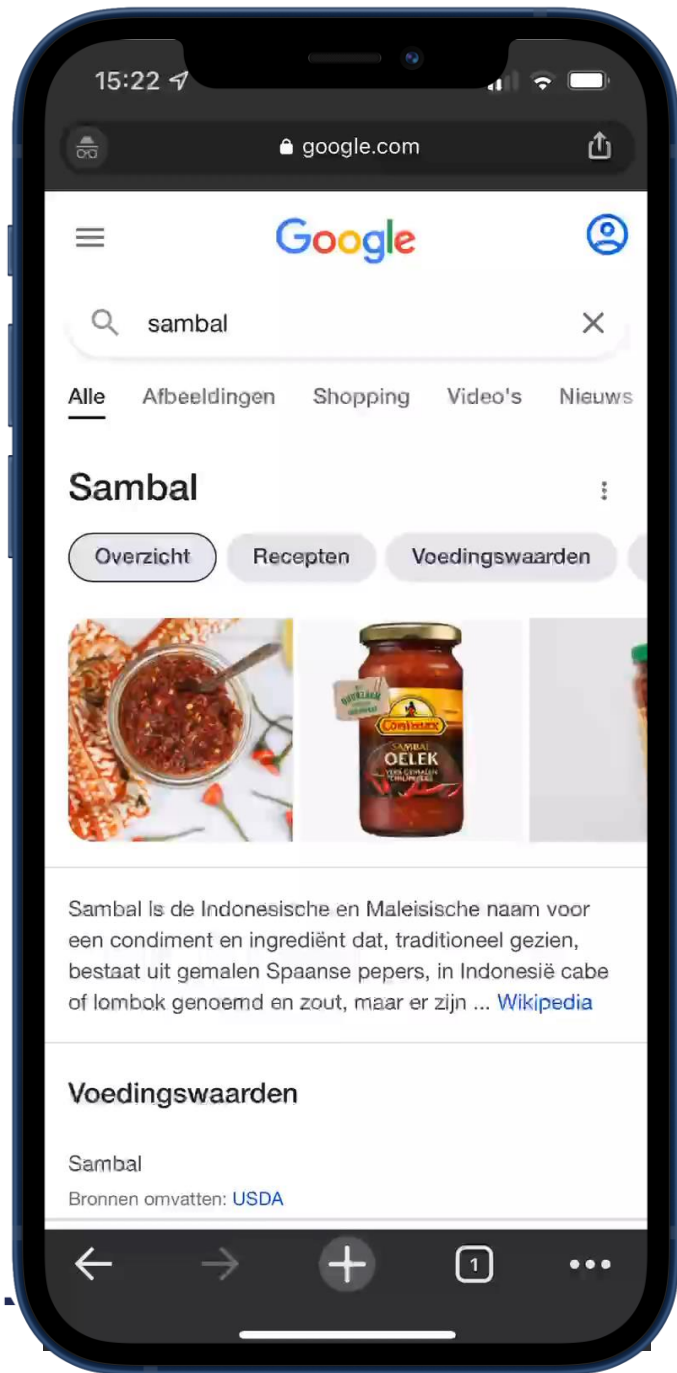 15:22
google.com
Google
sambal
Alle Afbeeldingen Shopping Video's Nieuws
Sambal
Overzicht Recepten Voedingswaarden
Conimex
SAMBAL
OELEK
Sambal is de Indonesische en Maleisische naam voor
een condiment en ingrediënt dat, traditioneel gezien,
bestaat uit gemalen Spaanse pepers, in Indonesië cabe
of lombok genoemd en zout, maar er zijn ... Wikipedia
Voedingswaarden
Sambal
Bronnen omvatten: USDA
1